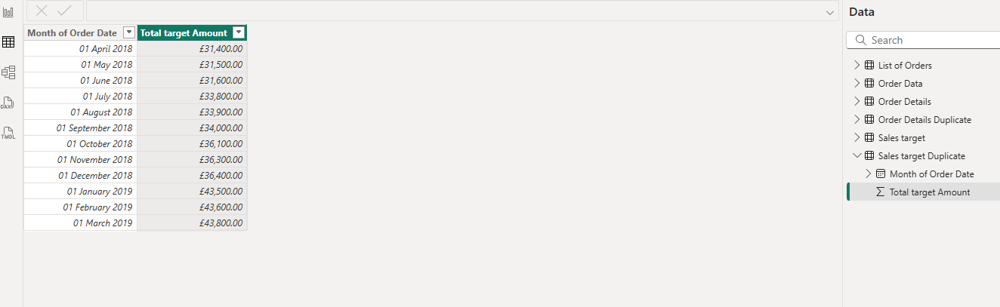 Data
Month of Order Date Total target Amount
Search
01 April 2018 £31,400.00
01 May 2018 £31,500.00
List of Orders
01 June 2018 £31,600.00
Order Data
01 July 2018 £33,800.00
Order Details
DAX
01 August 2018 £33,900.00
Order Details Duplicate
01 September 2018 £34,000.00
TMDL
Sales target
01 October 2018 £36,100.00
01 November 2018 £36,300.00
Sales target Duplicate
01 December 2018 £36,400.00
Month of Order Date
01 January 2019 £43,500.00
Total target Amount
01 February 2019 £43,600.00
01 March 2019 £43,800.00